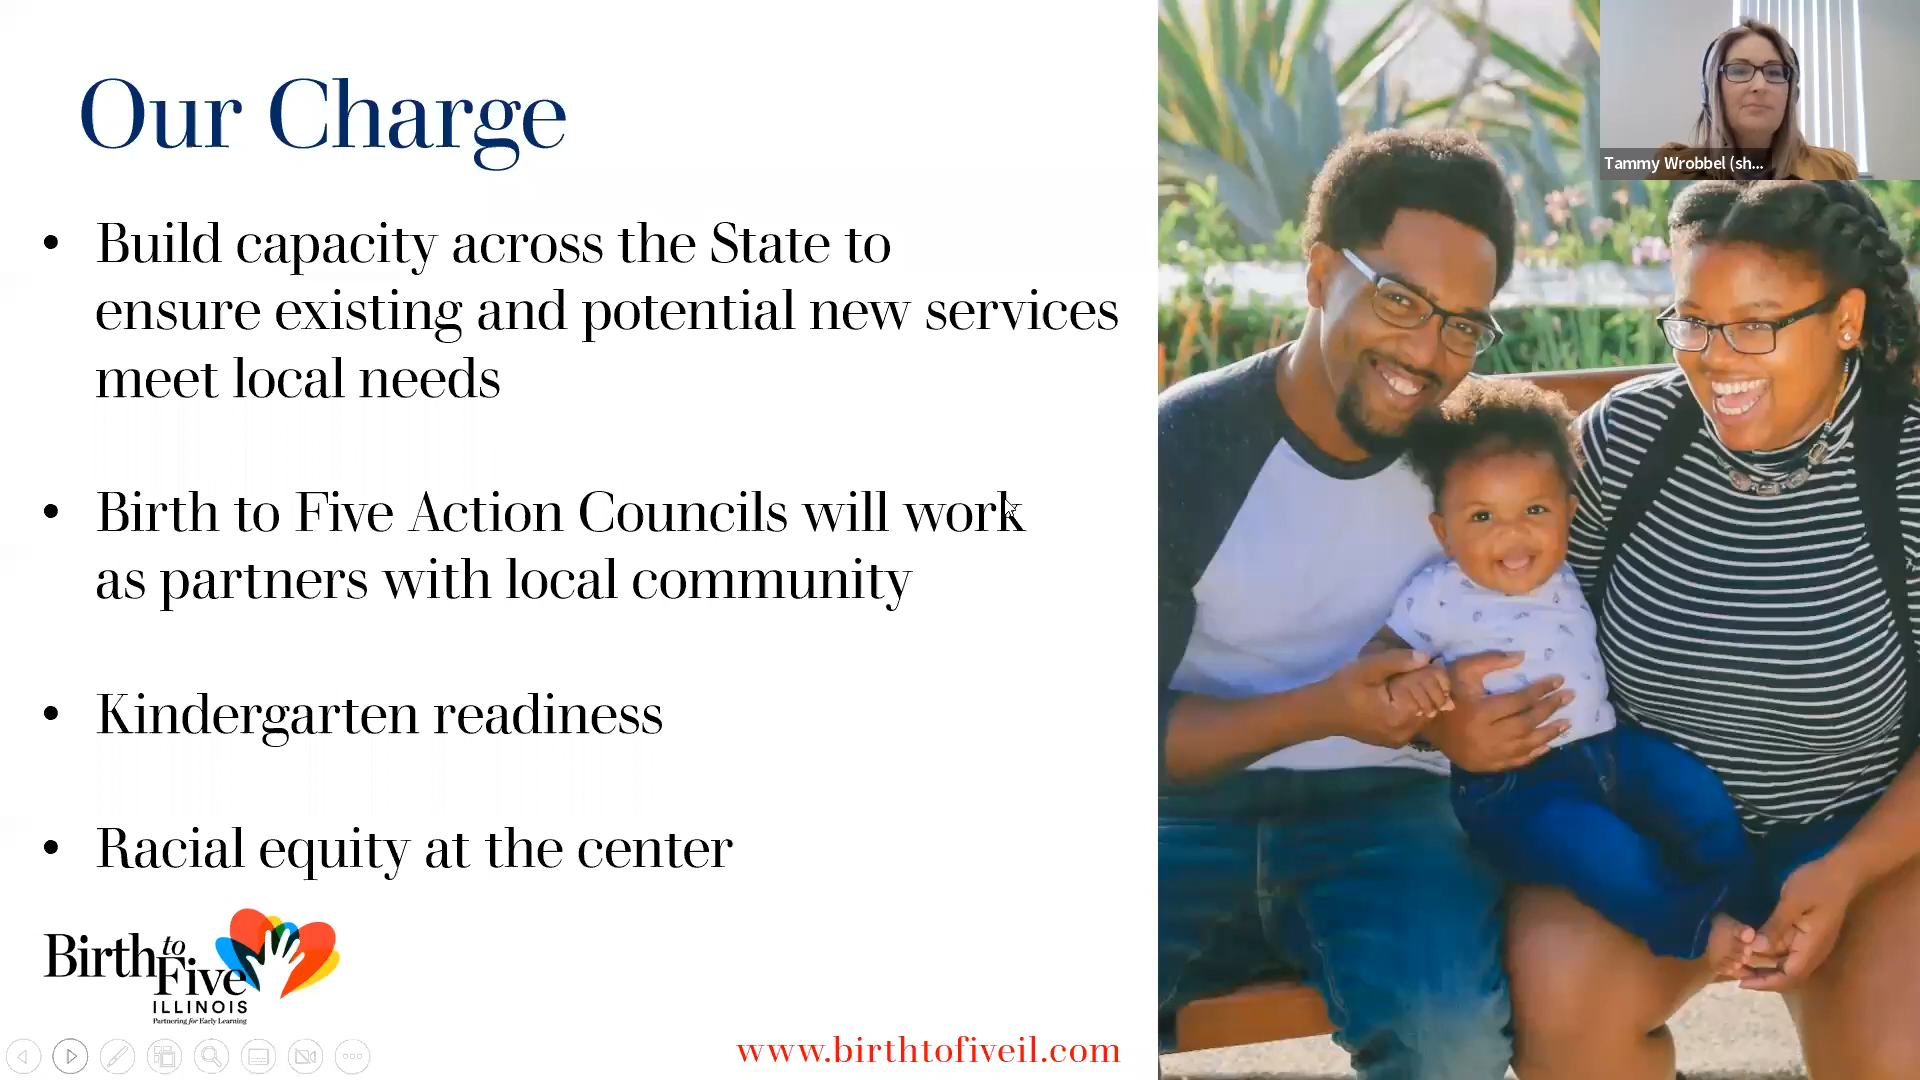 Our Charge
Tammy Wrobbel (sh...
• Build capacity across the State to
ensure existing and potential new services
meet local needs
• Birth to Five Action Councils will work
as partners with local community
• Kindergarten readiness
• Racial equity at the center
Birth to Five
ILLINOIS
Partnering for Early Learning
www.birthtofiveil.com